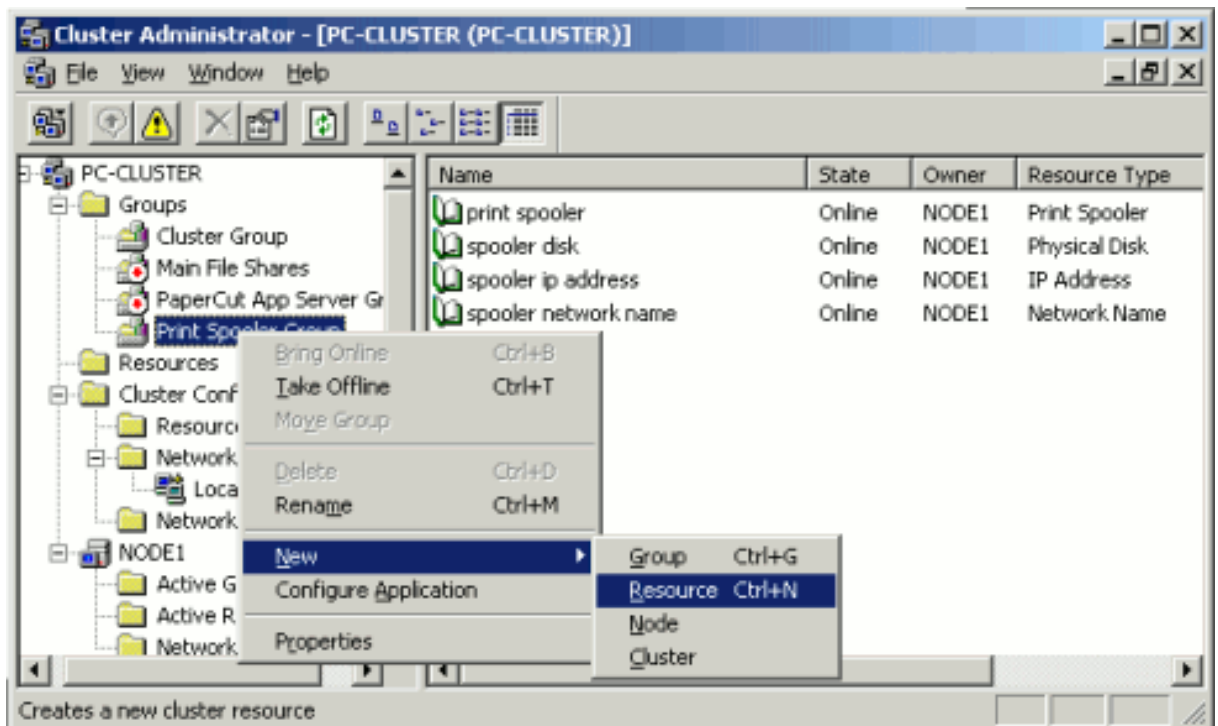 Cluster Administrator - [PC-CLUSTER (PC-CLUSTER)]
File View Window Help
PC-CLUSTER
Groups
Cluster Group
Main File Shares
PaperCut App Server Gr
Print Spooler Group
Resources
Cluster Conf
Resourc
Network
Loca
Network
NODE1
Active G
Active R
Network
Name State Owner Resource Type
print spooler Online NODE1 Print Spooler
spooler disk Online NODE1 Physical Disk
spooler ip address Online NODE1 IP Address
spooler network name Online NODE1 Network Name
Bring Online Ctrl+B
Take Offline Ctrl+T
Move Group
Delete Ctrl+D
Rename Ctrl+M
New
Configure Application
Properties
Group Ctrl+G
Resource Ctrl+N
Node
Cluster
Creates a new cluster resource